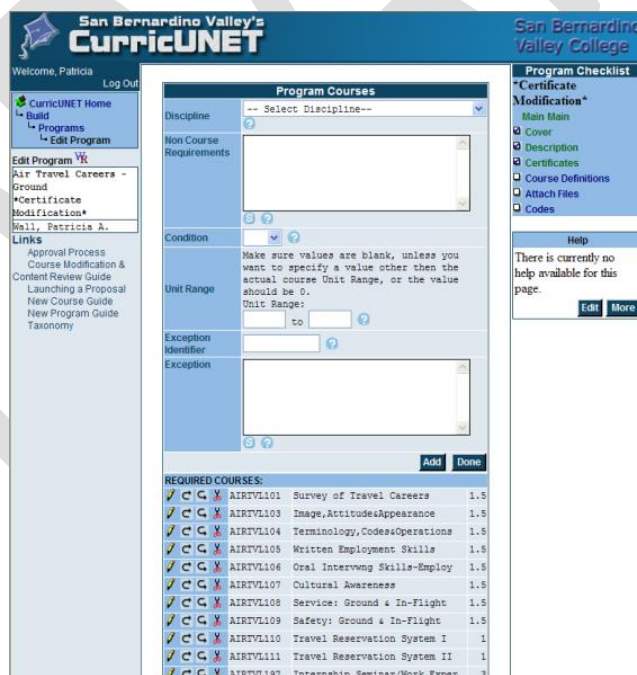 San Bernardino Valley's
CurricUNET
San Bernardino
Valley College
Welcome, Patricia
Log Out
CurricUNET Home
Build
Programs
Edit Program
Edit Program
Air Travel Careers -
Ground
*Certificate
Modification*
Wall, Patricia A.
Links
Approval Process
Course Modification &
Content Review Guide
Launching a Proposal
New Course Guide
New Program Guide
Taxonomy
Program Courses
Discipline
-- Select Discipline--
Non Course
Requirements
Condition
Unit Range
Make sure values are blank, unless you
want to specify a value other then the
actual course Unit Range, or the value
should be 0.
Unit Range:
to
Exception
Identifier
Exception
Add Done
REQUIRED COURSES:
AIRTVL101 Survey of Travel Careers 1.5
AIRTVL103 Image,Attitude&Appearance 1.5
AIRTVL104 Terminology,Codes&Operations 1.5
AIRTVL105 Written Employment Skills 1.5
AIRTVL106 Oral Intervwng Skills-Employ 1.5
AIRTVL107 Cultural Awareness 1.5
AIRTVL108 Service: Ground & In-Flight 1.5
AIRTVL109 Safety: Ground & In-Flight 1.5
AIRTVL110 Travel Reservation System I 1
AIRTVL111 Travel Reservation System II 1
AIRTVL197 Internship Seminar/Work Exper
Program Checklist
*Certificate
Modification*
Main Main
Cover
Description
Certificates
Course Definitions
Attach Files
Codes
Help
There is currently no
help available for this
page.
Edit More